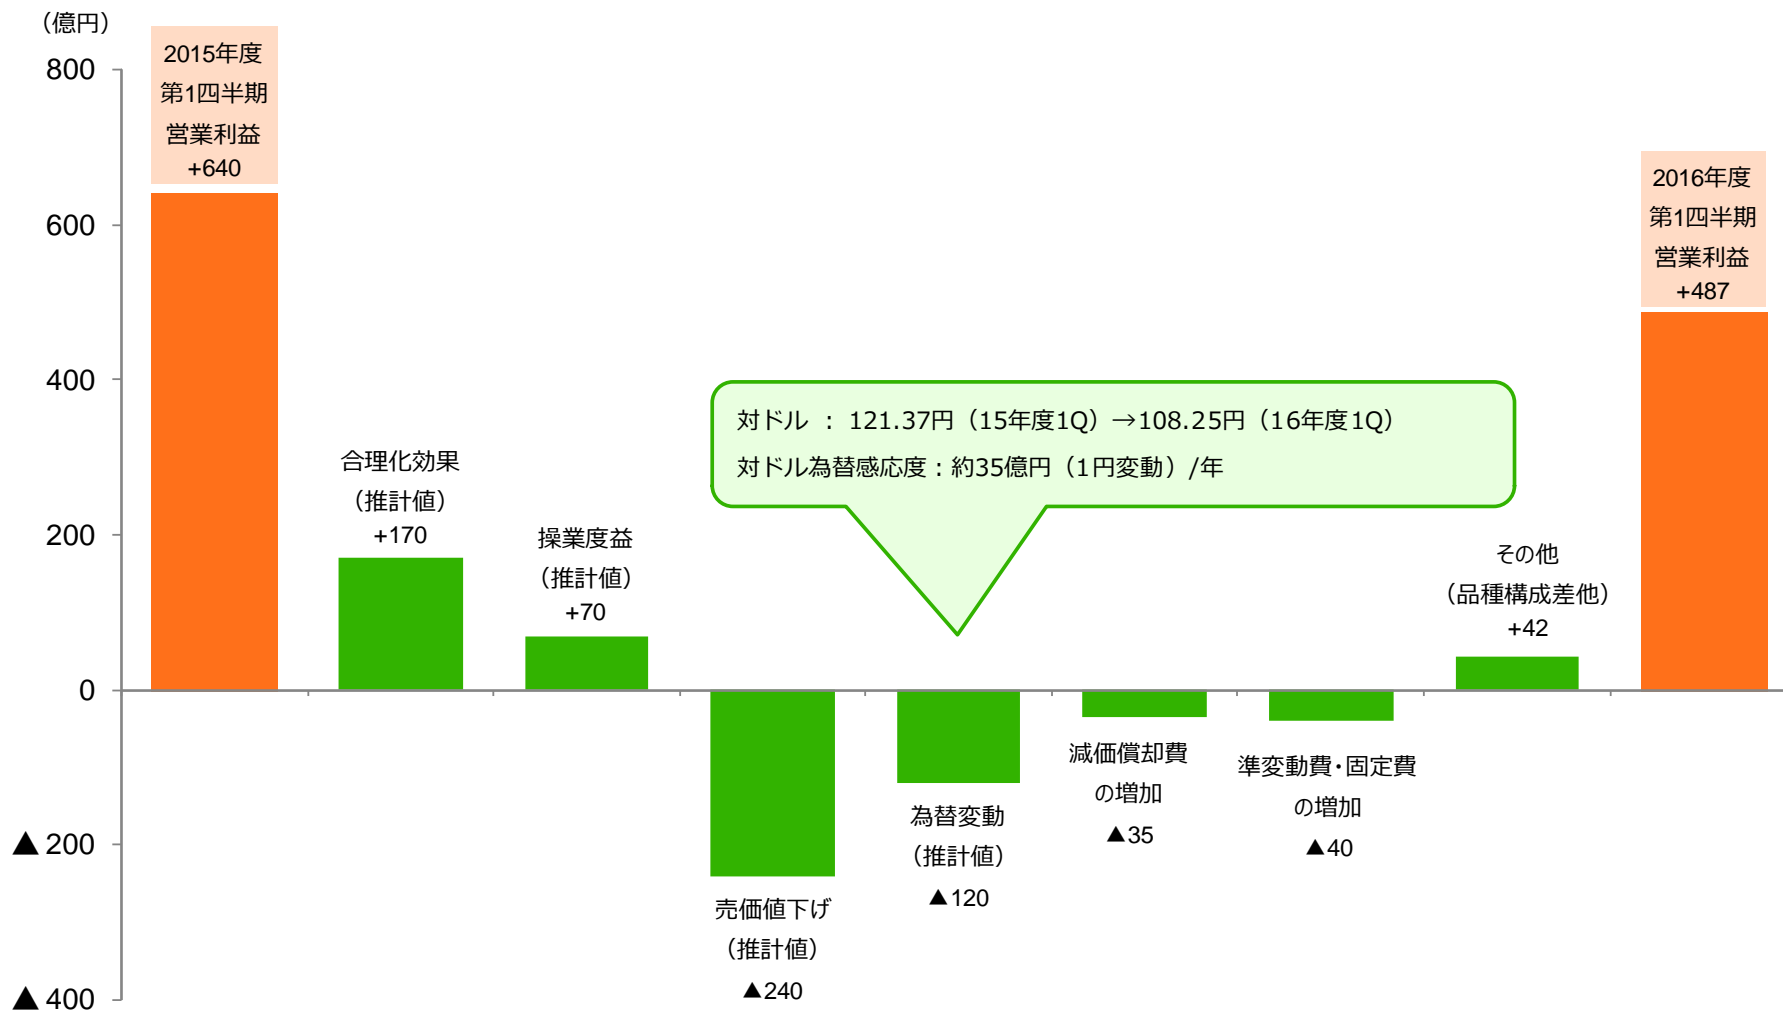 （億円）
800
600
400
200
0
▲ 200
▲ 400
2015年度
第1四半期
営業利益
+640
合理化効果
（推計値）
+170
操業度益
（推計値）
+70
売価値下げ
（推計値）
▲240
対ドル ： 121.37円（15年度1Q）→108.25円（16年度1Q）
対ドル為替感応度：約35億円（1円変動）/年
為替変動
（推計値）
▲120
減価償却費
の増加
▲35
準変動費・固定費
の増加
▲40
その他
（品種構成差他）
+42
2016年度
第1四半期
営業利益
+487